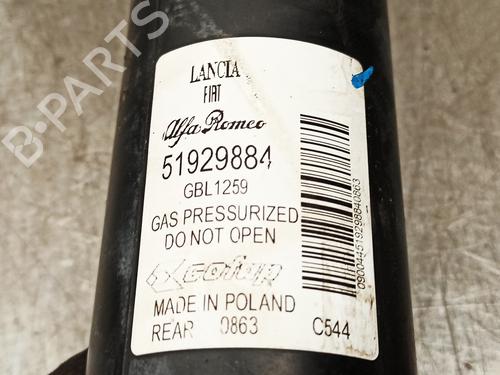 B-PARTS
LANCIA
FIAT
Alfa Romeo
51929884
GBL1259
GAS PRESSURIZED
DO NOT OPEN
MADE IN POLAND
REAR 0863 C544